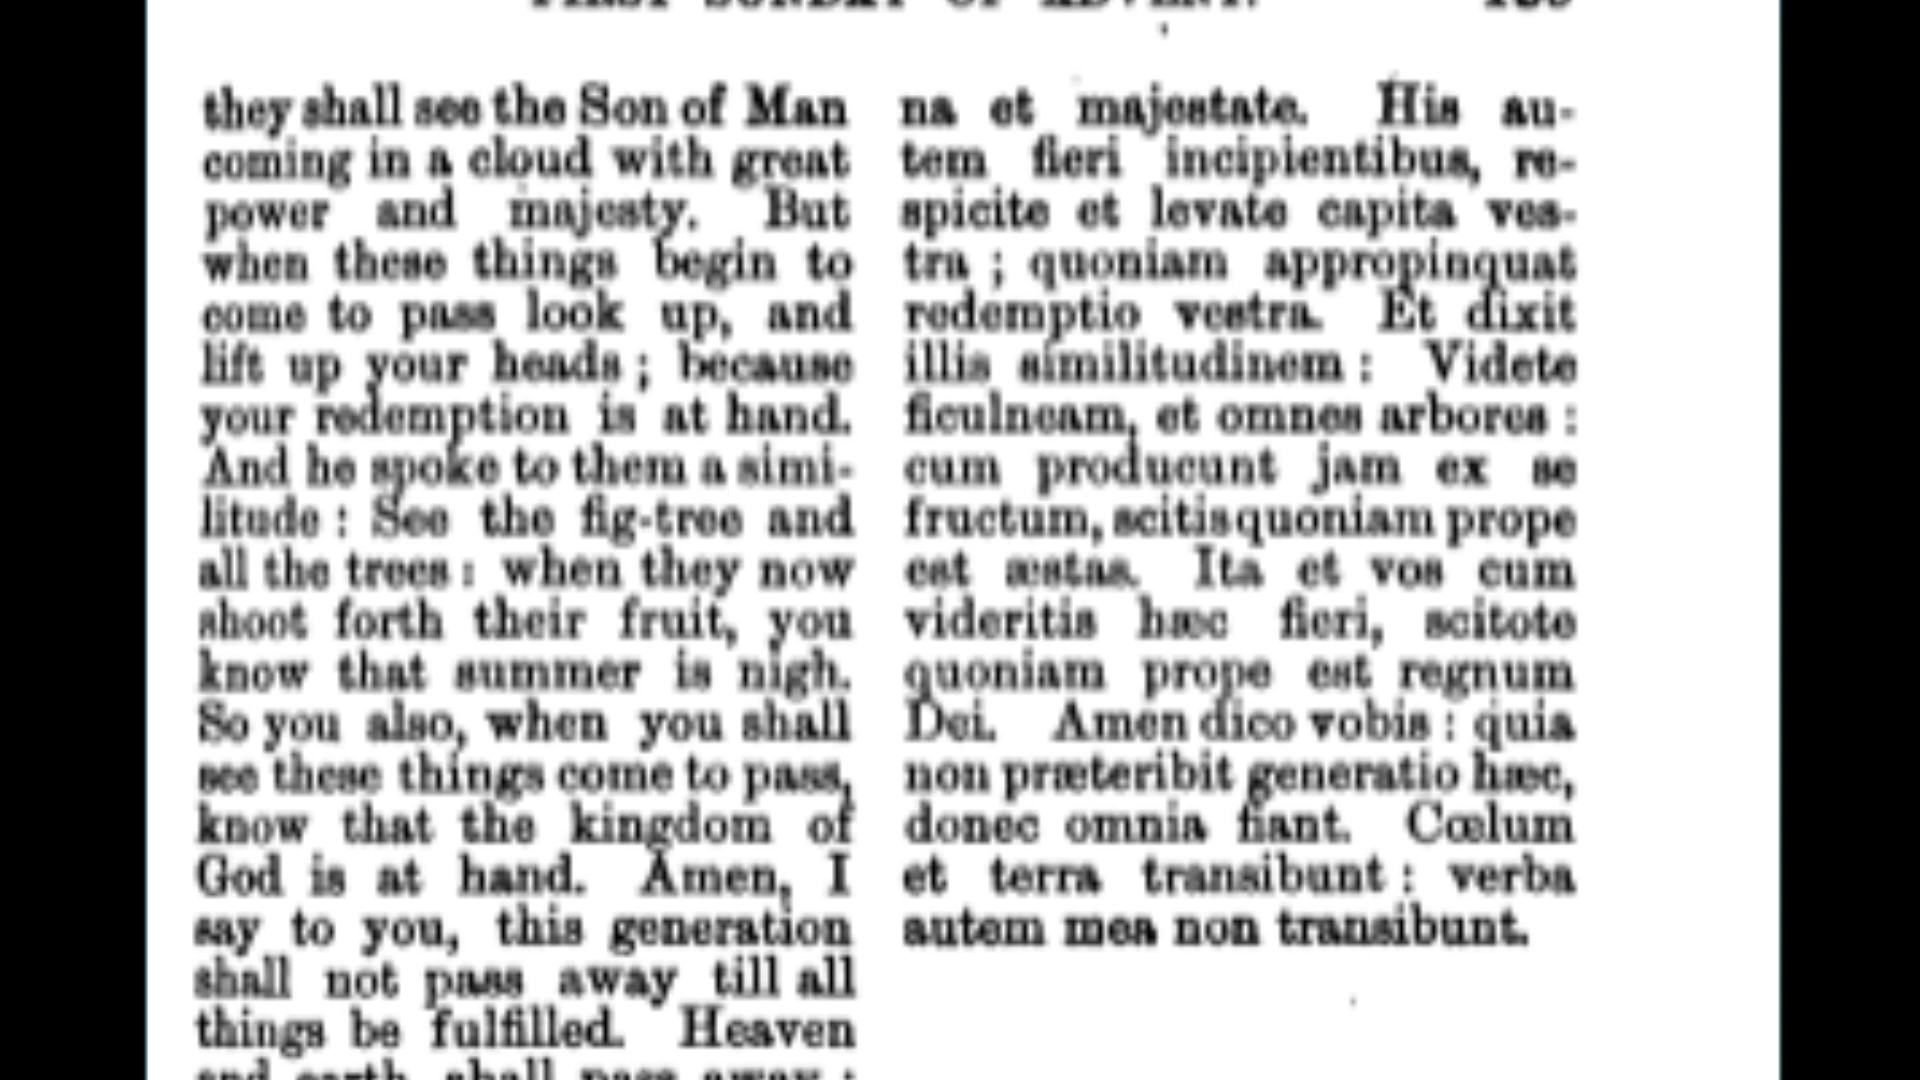 FIRST SUNDAY OF ADVENT.
they shall see the Son of Man
coming in a cloud with great
power and majesty. But
when these things begin to
come to pass look up, and
lift up your heads ; because
your redemption is at hand.
And he spoke to them a simi-
litude : See the fig-tree and
all the trees : when they now
shoot forth their fruit, you
know that summer is nigh.
So you also, when you shall
see these things come to pass,
know that the kingdom of
God is at hand. Amen, I
say to you, this generation
shall not pass away till all
things be fulfilled. Heaven
and earth shall pass away :
na et majestate. His au-
tem fieri incipientibus, re-
spicite et levate capita ves-
tra ; quoniam appropinquat
redemptio vestra. Et dixit
illis similitudinem : Videte
ficulneam, et omnes arbores :
cum producunt jam ex se
fructum, scitis quoniam prope
est æstas. Ita et vos cum
videritis hæc fieri, scitote
quoniam prope est regnum
Dei. Amen dico vobis : quia
non præteribit generatio hæc,
donec omnia fiant. Cœlum
et terra transibunt : verba
autem mea non transibunt.